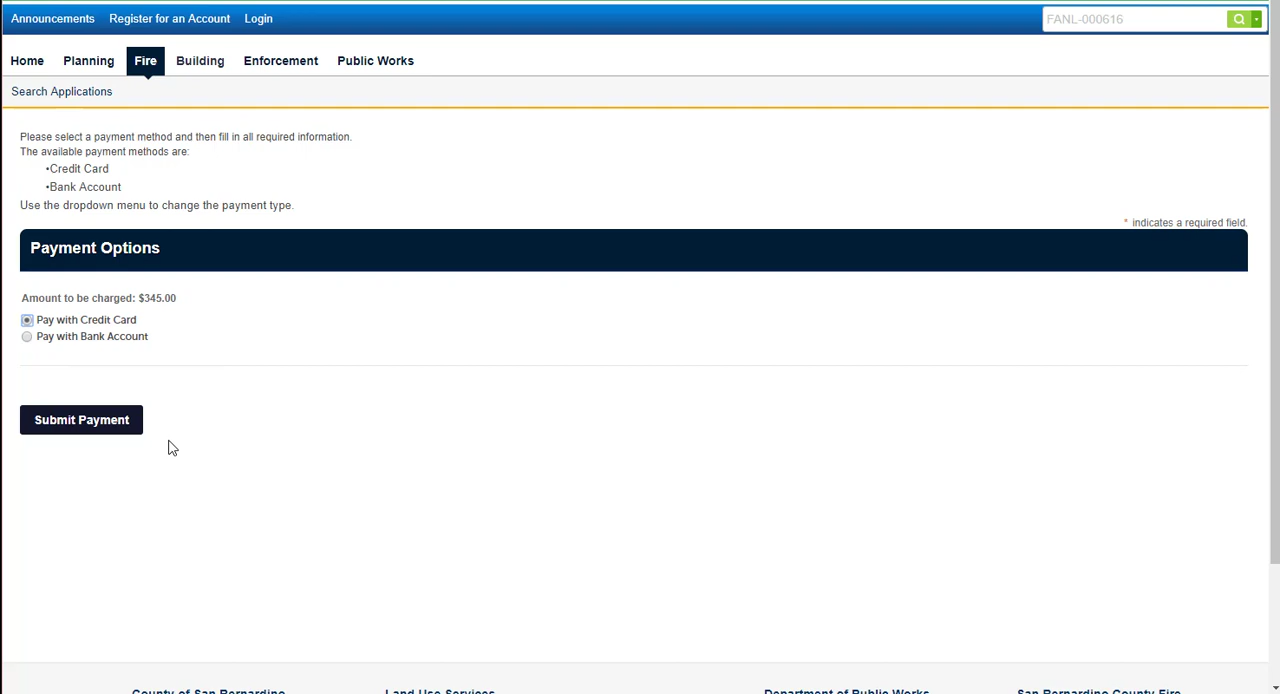 Announcements Register for an Account Login
FANL-000616
Home Planning Fire Building Enforcement Public Works
Search Applications
Please select a payment method and then fill in all required information.
The available payment methods are:
•Credit Card
•Bank Account
Use the dropdown menu to change the payment type.
* indicates a required field.
Payment Options
Amount to be charged: $345.00
Pay with Credit Card
Pay with Bank Account
Submit Payment
County of San Bernardino Land Use Services Department of Public Works San Bernardino County Fire